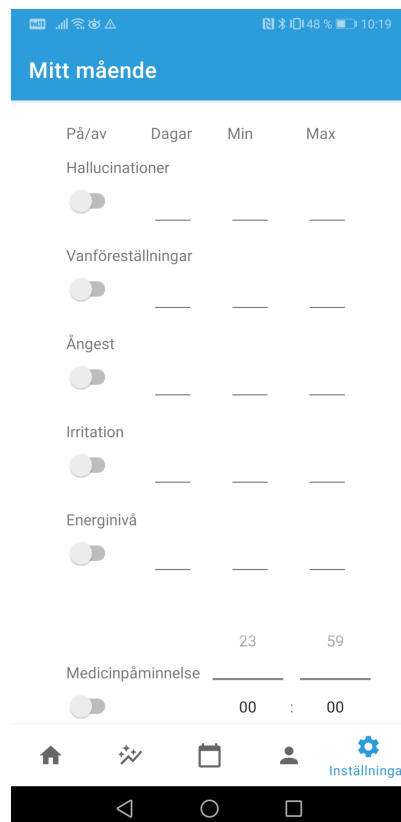 48 % 10:19
Mitt mående
På/av Dagar Min Max
Hallucinationer
Vanföreställningar
Ångest
Irritation
Energinivå
23 59
Medicinpåminnelse
00 : 00
Inställninga